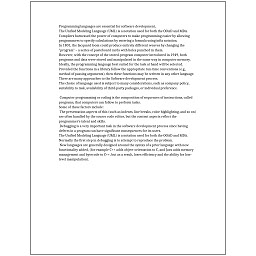 Programming languages are essential for software development.
The Unified Modeling Language (UML) is a notation used for both the OOAD and MDA.
Compilers harnessed the power of computers to make programming easier by allowing
programmers to specify calculations by entering a formula using infix notation.
In 1801, the Jacquard loom could produce entirely different weaves by changing the
"program" - a series of pasteboard cards with holes punched in them.
However, with the concept of the stored-program computer introduced in 1949, both
programs and data were stored and manipulated in the same way in computer memory.
Ideally, the programming language best suited for the task at hand will be selected.
Provided the functions in a library follow the appropriate run-time conventions (e.g.,
method of passing arguments), then these functions may be written in any other language.
There are many approaches to the Software development process.
The choice of language used is subject to many considerations, such as company policy,
suitability to task, availability of third-party packages, or individual preference.

Computer programming or coding is the composition of sequences of instructions, called
programs, that computers can follow to perform tasks.
Some of these factors include:
The presentation aspects of this (such as indents, line breaks, color highlighting, and so on)
are often handled by the source code editor, but the content aspects reflect the
programmer's talent and skills.
Debugging is a very important task in the software development process since having
defects in a program can have significant consequences for its users.
The Unified Modeling Language (UML) is a notation used for both the OOAD and MDA.
Normally the first step in debugging is to attempt to reproduce the problem.
New languages are generally designed around the syntax of a prior language with new
functionality added, (for example C++ adds object-orientation to C, and Java adds memory
management and bytecode to C++, but as a result, loses efficiency and the ability for low-
level manipulation).